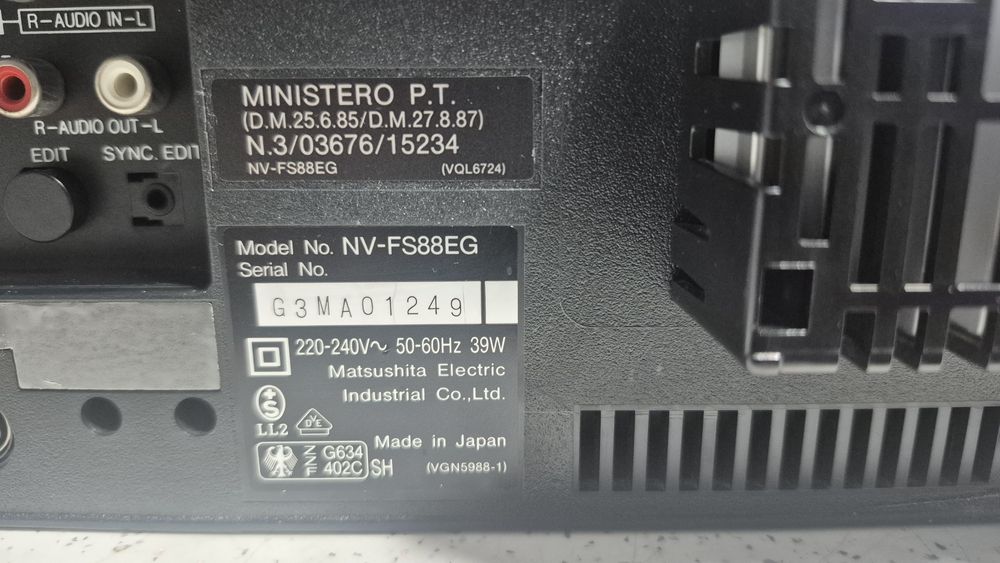 R-AUDIO IN-L
R-AUDIO OUT-L
EDIT
SYNC. EDIT
MINISTERO P.T.
(D.M.25.6.85/D.M.27.8.87)
N.3/03676/15234
NV-FS88EG (VQL6724)
Model No. NV-FS88EG
Serial No.
G3MA01249
220-240V~ 50-60Hz 39W
Matsushita Electric
Industrial Co.,Ltd.
+S
LL2
VDE
Made in Japan
ZZF G634
402C SH (VGN5988-1)